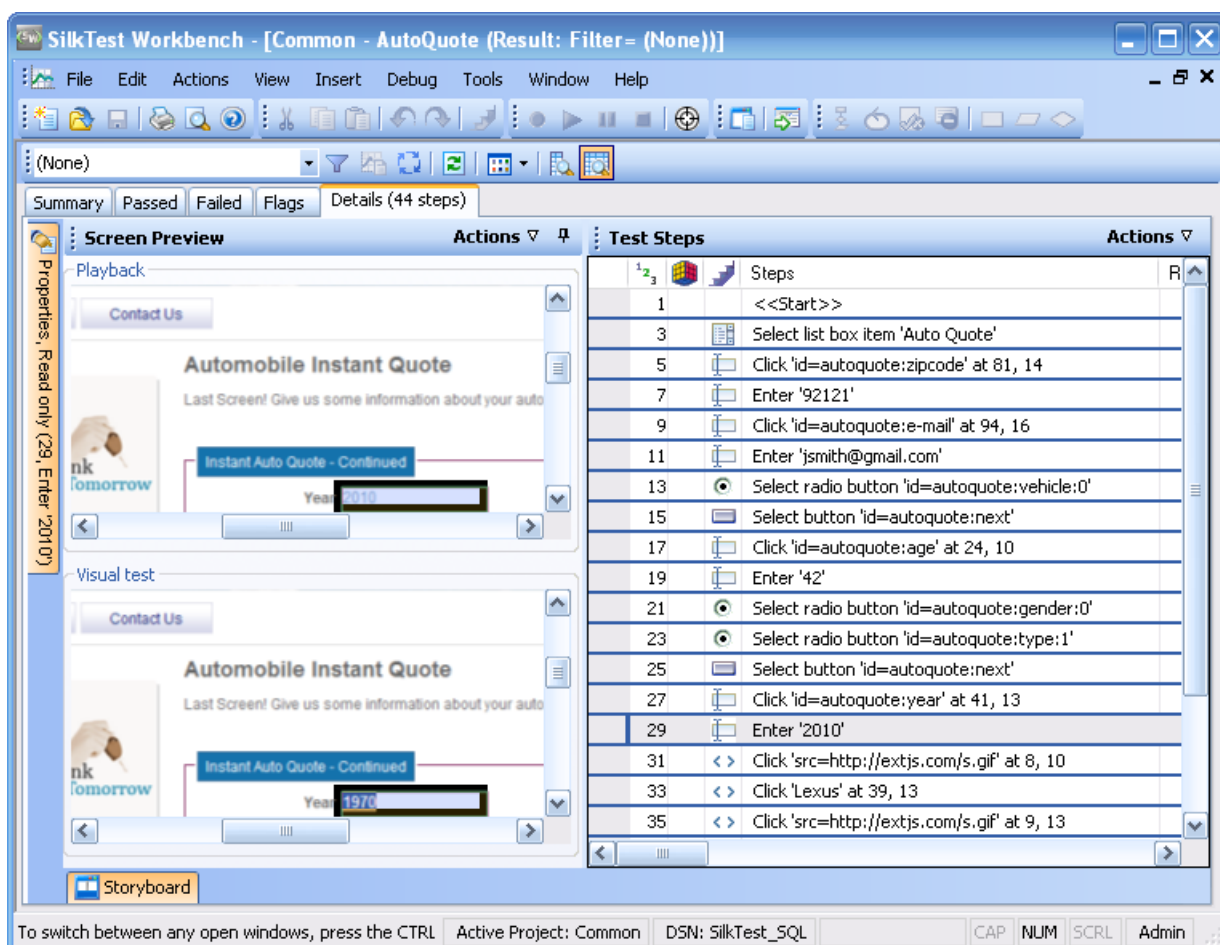 SilkTest Workbench - [Common - AutoQuote (Result: Filter= (None))]
File Edit Actions View Insert Debug Tools Window Help
(None)
Summary Passed Failed Flags Details (44 steps)
Properties, Read only (29, Enter '2010')
Screen Preview Actions
Playback
Contact Us
Automobile Instant Quote
Last Screen! Give us some information about your auto
nk
Tomorrow
Instant Auto Quote - Continued
Year 2010
Visual test
Contact Us
Automobile Instant Quote
Last Screen! Give us some information about your auto
nk
Tomorrow
Instant Auto Quote - Continued
Year 1970
Storyboard
Test Steps Actions
1 2 3 Steps R
1 <<Start>>
3 Select list box item 'Auto Quote'
5 Click 'id=autoquote:zipcode' at 81, 14
7 Enter '92121'
9 Click 'id=autoquote:e-mail' at 94, 16
11 Enter 'jsmith@gmail.com'
13 Select radio button 'id=autoquote:vehicle:0'
15 Select button 'id=autoquote:next'
17 Click 'id=autoquote:age' at 24, 10
19 Enter '42'
21 Select radio button 'id=autoquote:gender:0'
23 Select radio button 'id=autoquote:type:1'
25 Select button 'id=autoquote:next'
27 Click 'id=autoquote:year' at 41, 13
29 Enter '2010'
31 Click 'src=http://extjs.com/s.gif' at 8, 10
33 Click 'Lexus' at 39, 13
35 Click 'src=http://extjs.com/s.gif' at 9, 13
To switch between any open windows, press the CTRL Active Project: Common DSN: SilkTest_SQL CAP NUM SCRL Admin